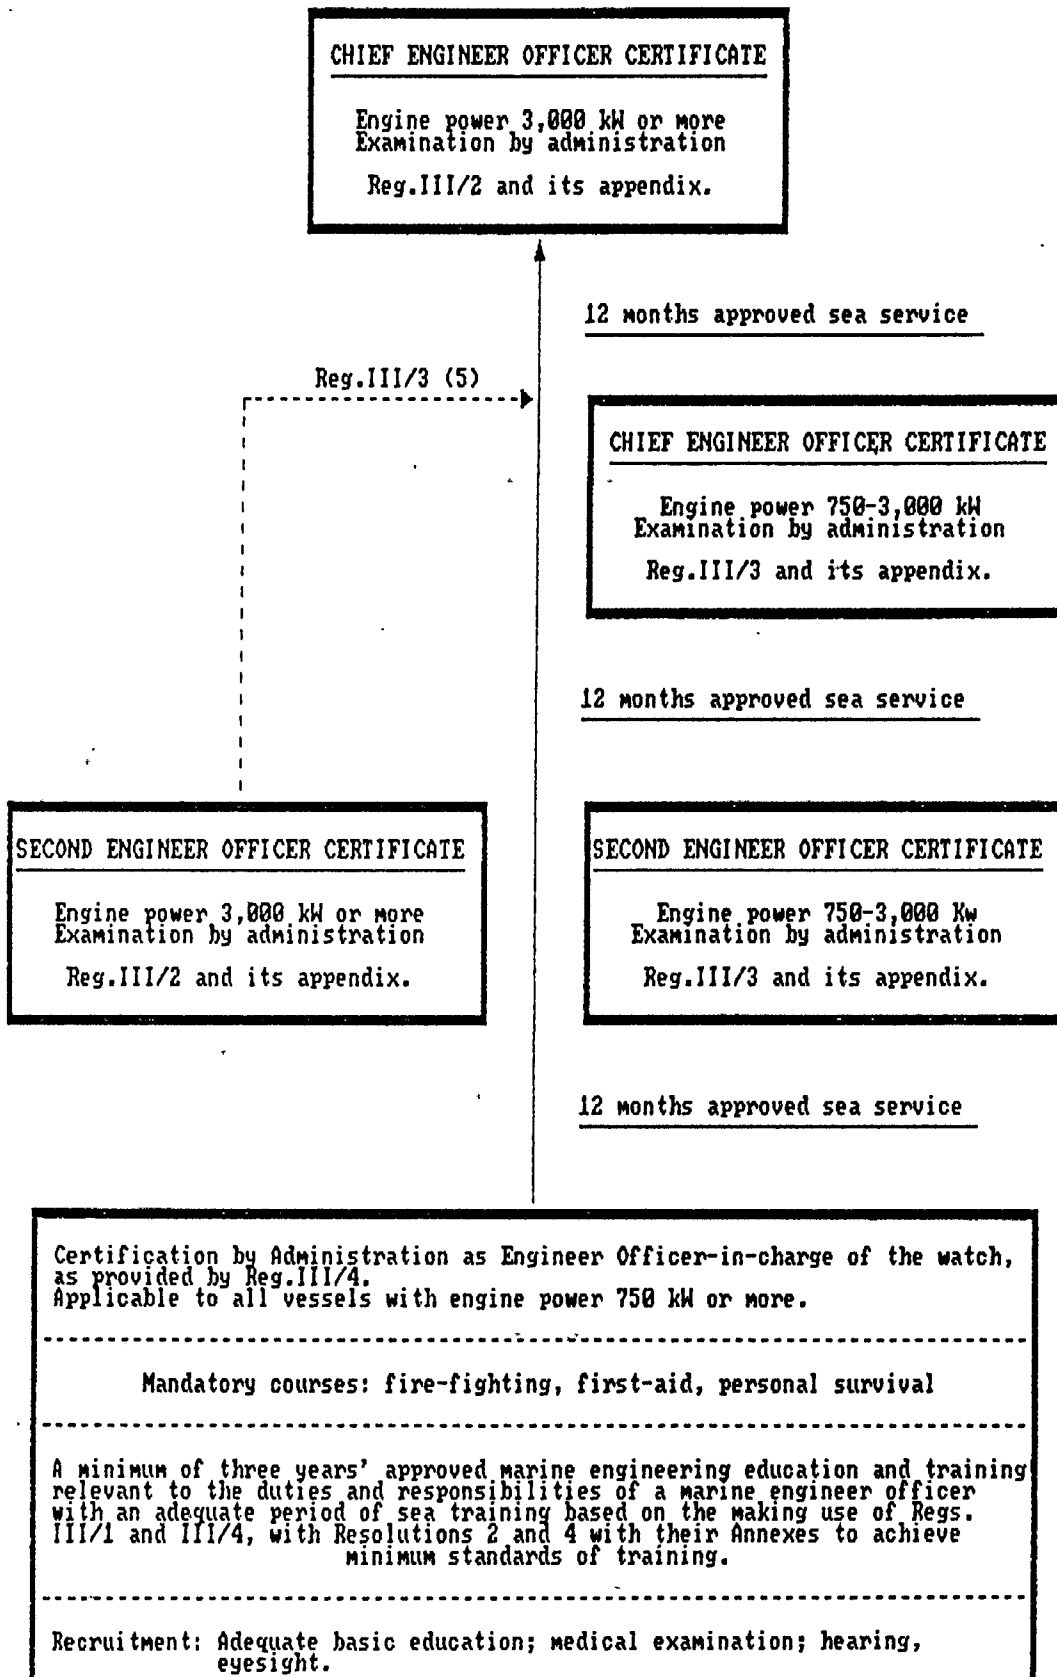 CHIEF ENGINEER OFFICER CERTIFICATE
Engine power 3,000 kW or more
Examination by administration
Reg.III/2 and its appendix.
12 months approved sea service
Reg.III/3 (5)
CHIEF ENGINEER OFFICER CERTIFICATE
Engine power 750-3,000 kW
Examination by administration
Reg.III/3 and its appendix.
12 months approved sea service
SECOND ENGINEER OFFICER CERTIFICATE
Engine power 3,000 kW or more
Examination by administration
Reg.III/2 and its appendix.
SECOND ENGINEER OFFICER CERTIFICATE
Engine power 750-3,000 Kw
Examination by administration
Reg.III/3 and its appendix.
12 months approved sea service
Certification by Administration as Engineer Officer-in-charge of the watch,
as provided by Reg.III/4.
Applicable to all vessels with engine power 750 kW or more.
Mandatory courses: fire-fighting, first-aid, personal survival
A minimum of three years' approved marine engineering education and training
relevant to the duties and responsibilities of a marine engineer officer
with an adequate period of sea training based on the making use of Regs.
III/1 and III/4, with Resolutions 2 and 4 with their Annexes to achieve
minimum standards of training.
Recruitment: Adequate basic education; medical examination; hearing,
eyesight.